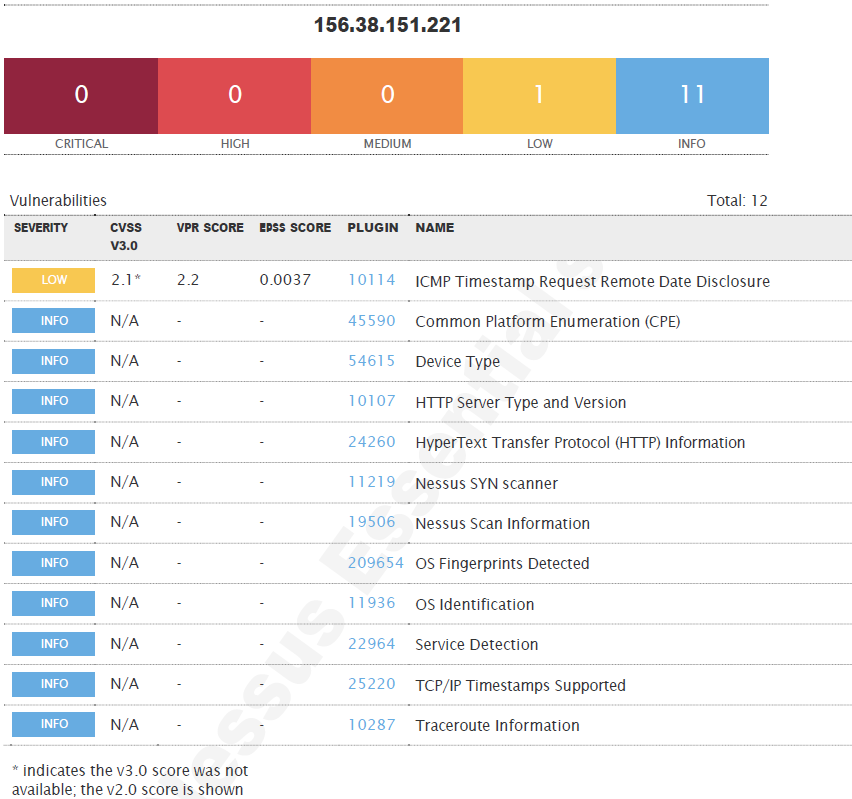 156.38.151.221
0 0 0 1 11
CRITICAL HIGH MEDIUM LOW INFO
Vulnerabilities Total: 12
SEVERITY CVSS V3.0 VPR SCORE EPSS SCORE PLUGIN NAME
LOW 2.1* 2.2 0.0037 10114 ICMP Timestamp Request Remote Date Disclosure
INFO N/A - - 45590 Common Platform Enumeration (CPE)
INFO N/A - - 54615 Device Type
INFO N/A - - 10107 HTTP Server Type and Version
INFO N/A - - 24260 HyperText Transfer Protocol (HTTP) Information
INFO N/A - - 11219 Nessus SYN scanner
INFO N/A - - 19506 Nessus Scan Information
INFO N/A - - 209654 OS Fingerprints Detected
INFO N/A - - 11936 OS Identification
INFO N/A - - 22964 Service Detection
INFO N/A - - 25220 TCP/IP Timestamps Supported
INFO N/A - - 10287 Traceroute Information
* indicates the v3.0 score was not
available; the v2.0 score is shown
essus Essentials